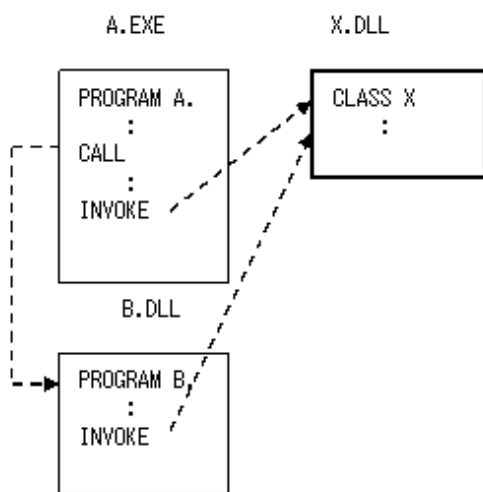 A.EXE
X.DLL
PROGRAM A.
:
CALL
:
INVOKE
CLASS X
:
B.DLL
PROGRAM B.
:
INVOKE